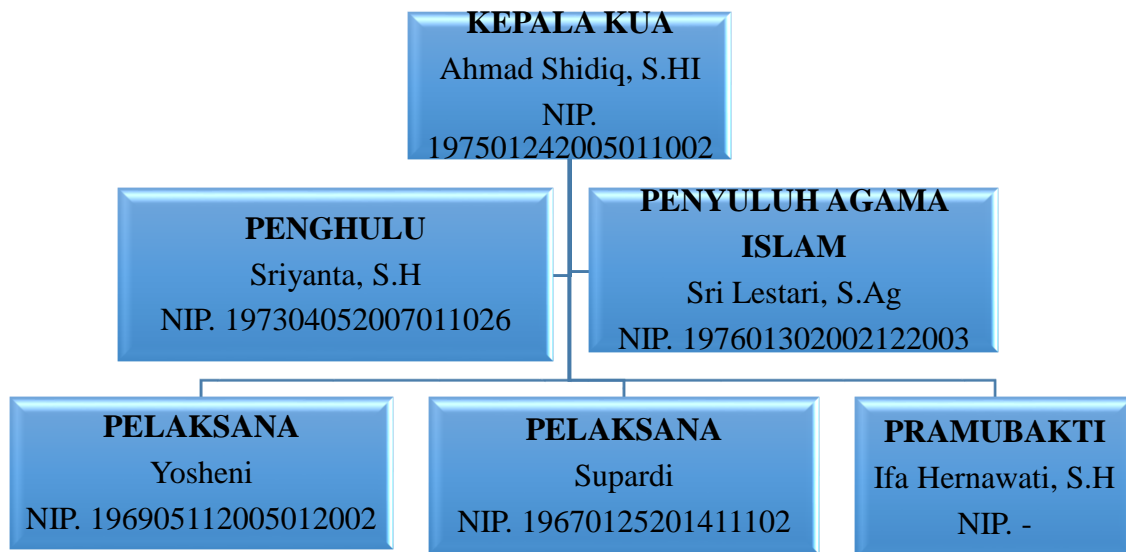 KEPALA KUA
Ahmad Shidiq, S.HI
NIP.
197501242005011002
PENGHULU
Sriyanta, S.H
NIP. 197304052007011026
PENYULUH AGAMA
ISLAM
Sri Lestari, S.Ag
NIP. 197601302002122003
PELAKSANA
Yosheni
NIP. 196905112005012002
PELAKSANA
Supardi
NIP. 19670125201411102
PRAMUBAKTI
Ifa Hernawati, S.H
NIP. -